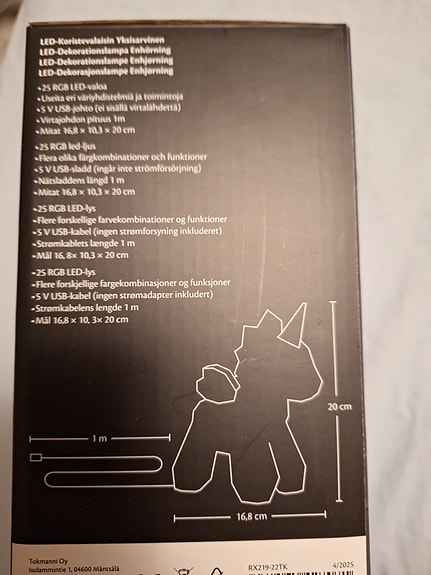 LED-Koristevalaisin Yksisarvinen
LED-Dekorationslampa Enhörning
LED-Dekorationslampe Enhjørning
LED-Dekorasjonslampe Enhjørning
• 25 RGB LED-valoa
• Useita eri väriyhdistelmiä ja toimintoja
• 5 V USB-johto (ei sisällä virtalähdettä)
• Virtajohdon pituus 1m
• Mitat 16,8 × 10,3 × 20 cm
• 25 RGB led-ljus
• Flera olika färgkombinationer och funktioner
• 5 V USB-sladd (ingår inte strömförsörjning)
• Nätsladdens längd 1 m
• Mitat 16,8 × 10,3 × 20 cm
• 25 RGB LED-lys
• Flere forskellige farvekombinationer og funktioner
• 5 V USB-kabel (ingen strømforsyning inkluderet)
• Strømkablets længde 1 m
• Mål 16, 8× 10,3 × 20 cm
• 25 RGB LED-lys
• Flere forskjellige fargekombinasjoner og funksjoner
• 5 V USB-kabel (ingen strømadapter inkludert)
• Strømkabelens lengde 1 m
• Mål 16,8 × 10, 3× 20 cm
20 cm
1 m
16,8 cm
Tokmanni Oy
Isolammintie 1, 04600 Mäntsälä
RX219-22TK 4/2025